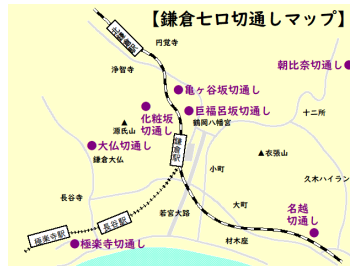 【鎌倉七口切通しマップ】
北鎌倉駅
円覚寺
浄智寺
朝比奈切通し
亀ヶ谷坂切通し
巨福呂坂切通し
化粧坂
切通し
鶴岡八幡宮
十二所
源氏山
大仏切通し
鎌倉大仏
鎌倉駅
衣張山
小町
久木ハイラン
長谷寺
大町
名越
切通し
若宮大路
長谷駅
極楽寺駅
極楽寺切通し
材木座